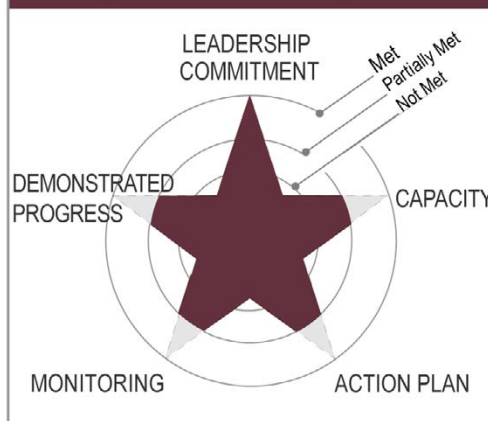 LEADERSHIP
COMMITMENT
Met
Partially Met
Not Met
DEMONSTRATED
PROGRESS
CAPACITY
MONITORING
ACTION PLAN